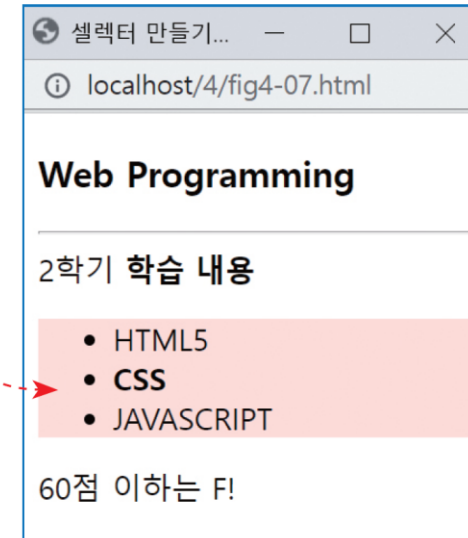 셀렉터 만들기...
localhost/4/fig4-07.html
Web Programming
2학기 학습 내용
• HTML5
• CSS
• JAVASCRIPT
60점 이하는 F!